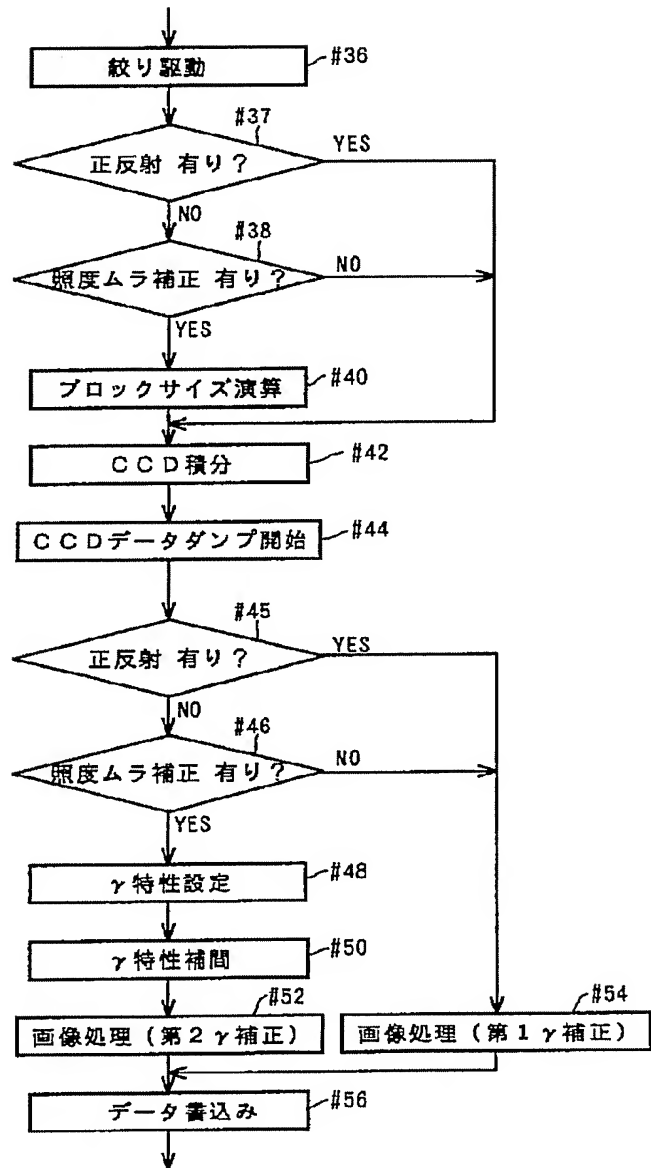 絞り駆動
#36
#37
正反射 有り?
YES
NO
#38
照度ムラ補正 有り?
NO
YES
ブロックサイズ演算
#40
CCD積分
#42
CCDデータダンプ開始
#44
#45
正反射 有り?
YES
NO
#46
照度ムラ補正 有り?
NO
YES
γ特性設定
#48
γ特性補間
#50
#52
画像処理(第2γ補正)
#54
画像処理(第1γ補正)
データ書込み
#56